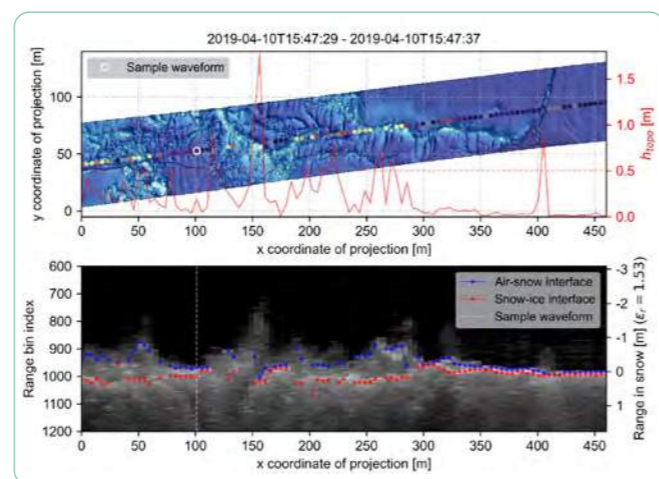 2019-04-10T15:47:29 - 2019-04-10T15:47:37
y coordinate of projection [m]
100
50
0
Sample waveform
1.5
1.0
0.5
0.0
h_topo [m]
0 50 100 150 200 250 300 350 400 450
x coordinate of projection [m]
Range bin index
600
700
800
900
1000
1100
1200
Air-snow interface
Snow-ice interface
Sample waveform
-3
-2
-1
0
1
Range in snow [m] (εr = 1.53)
0 50 100 150 200 250 300 350 400 450
x coordinate of projection [m]